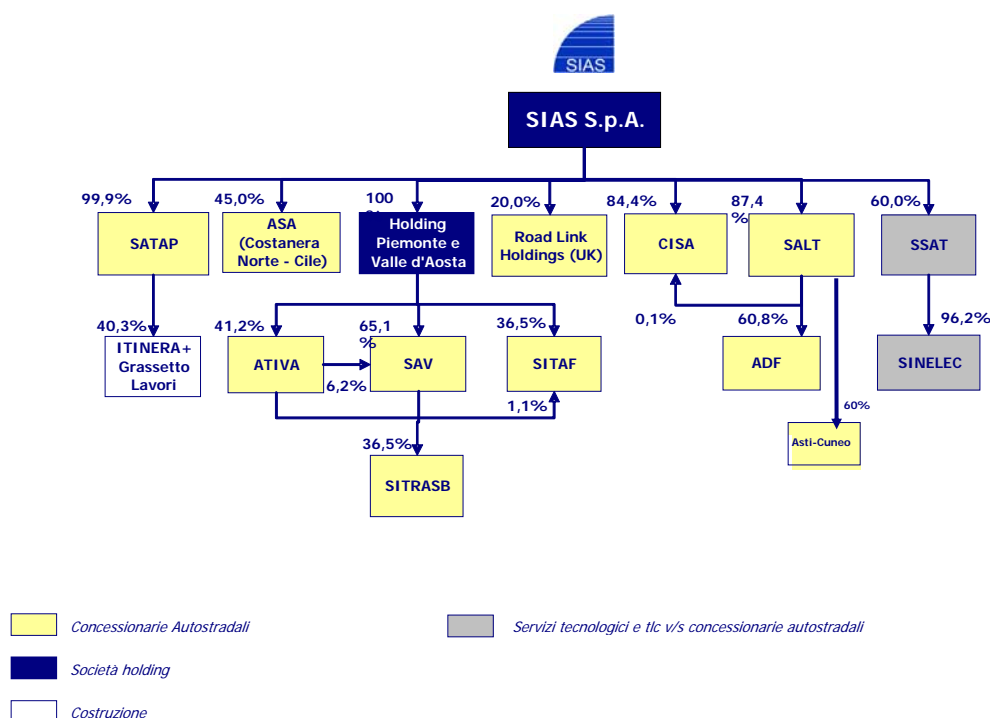 SIAS
SIAS S.p.A.
99,9%
45,0%
100
%
20,0%
84,4%
87,4
%
60,0%
SATAP
ASA
(Costanera
Norte - Cile)
Holding
Piemonte e
Valle d'Aosta
Road Link
Holdings (UK)
CISA
SALT
SSAT
40,3%
41,2%
65,1
%
36,5%
0,1%
60,8%
96,2%
ITINERA+
Grassetto
Lavori
ATIVA
6,2%
SAV
SITAF
ADF
SINELEC
1,1%
60%
36,5%
Asti-Cuneo
SITRASB
Concessionarie Autostradali
Servizi tecnologici e tlc v/s concessionarie autostradali
Società holding
Costruzione